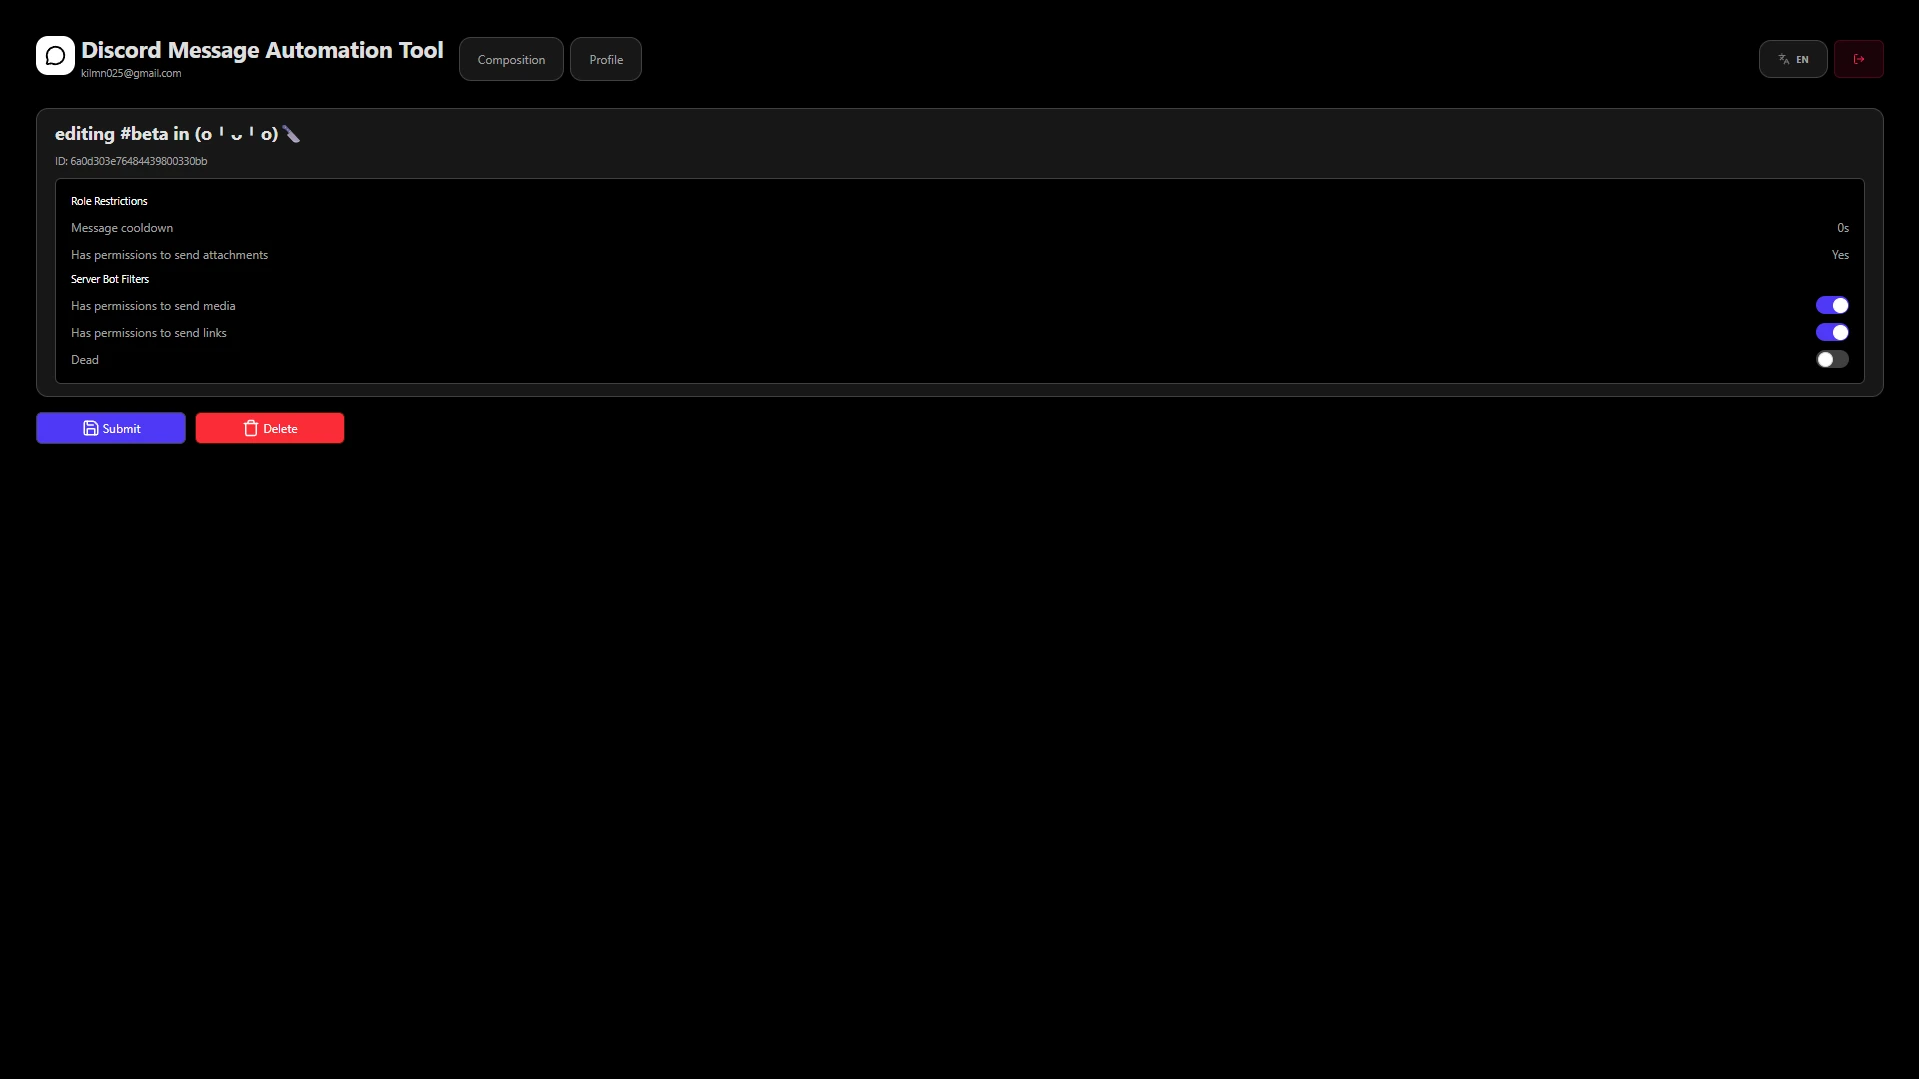 Discord Message Automation Tool
kilmn025@gmail.com
Composition
Profile
EN
editing #beta in (o ╹ ᴗ ╹ o) 🔪
ID: 6a0d303e76484439800330bb
Role Restrictions
Message cooldown
0s
Has permissions to send attachments
Yes
Server Bot Filters
Has permissions to send media
Has permissions to send links
Dead
Submit
Delete